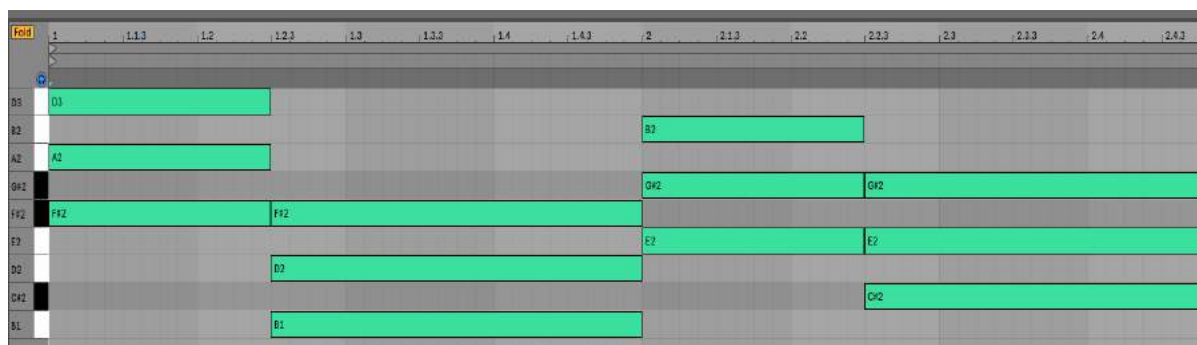 Fold 1 1.1.3 1.2 1.2.3 1.3 1.3.3 1.4 1.4.3 2 2.1.3 2.2 2.2.3 2.3 2.3.3 2.4 2.4.3
D3 D3
B2 B2
A2 A2
G#2 G#2 G#2
F#2 F#2 F#2
E2 E2 E2
D2 D2
C#2 C#2
B1 B1